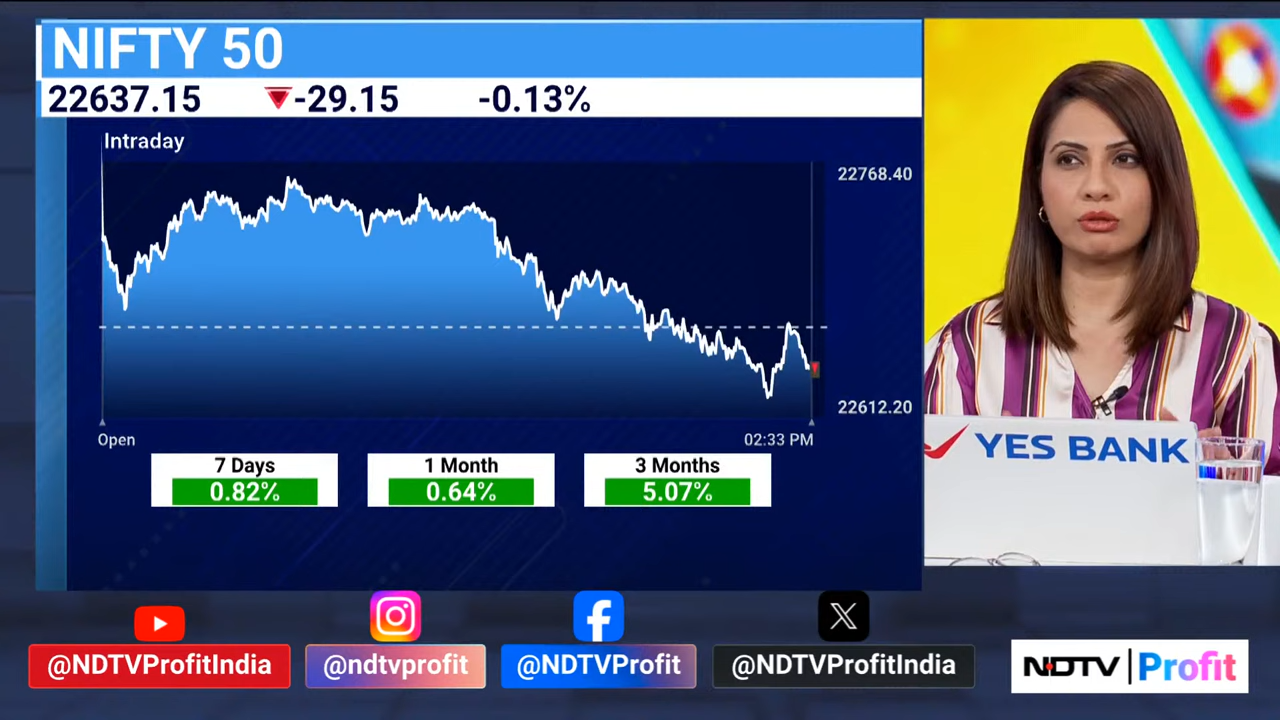 NIFTY 50
22637.15 ▼-29.15 -0.13%
Intraday
22768.40
22612.20
Open
02:33 PM
7 Days
0.82%
1 Month
0.64%
3 Months
5.07%
YES BANK
@NDTVProfitIndia
@ndtvprofit
@NDTVProfit
@NDTVProfitIndia
NDTV | Profit